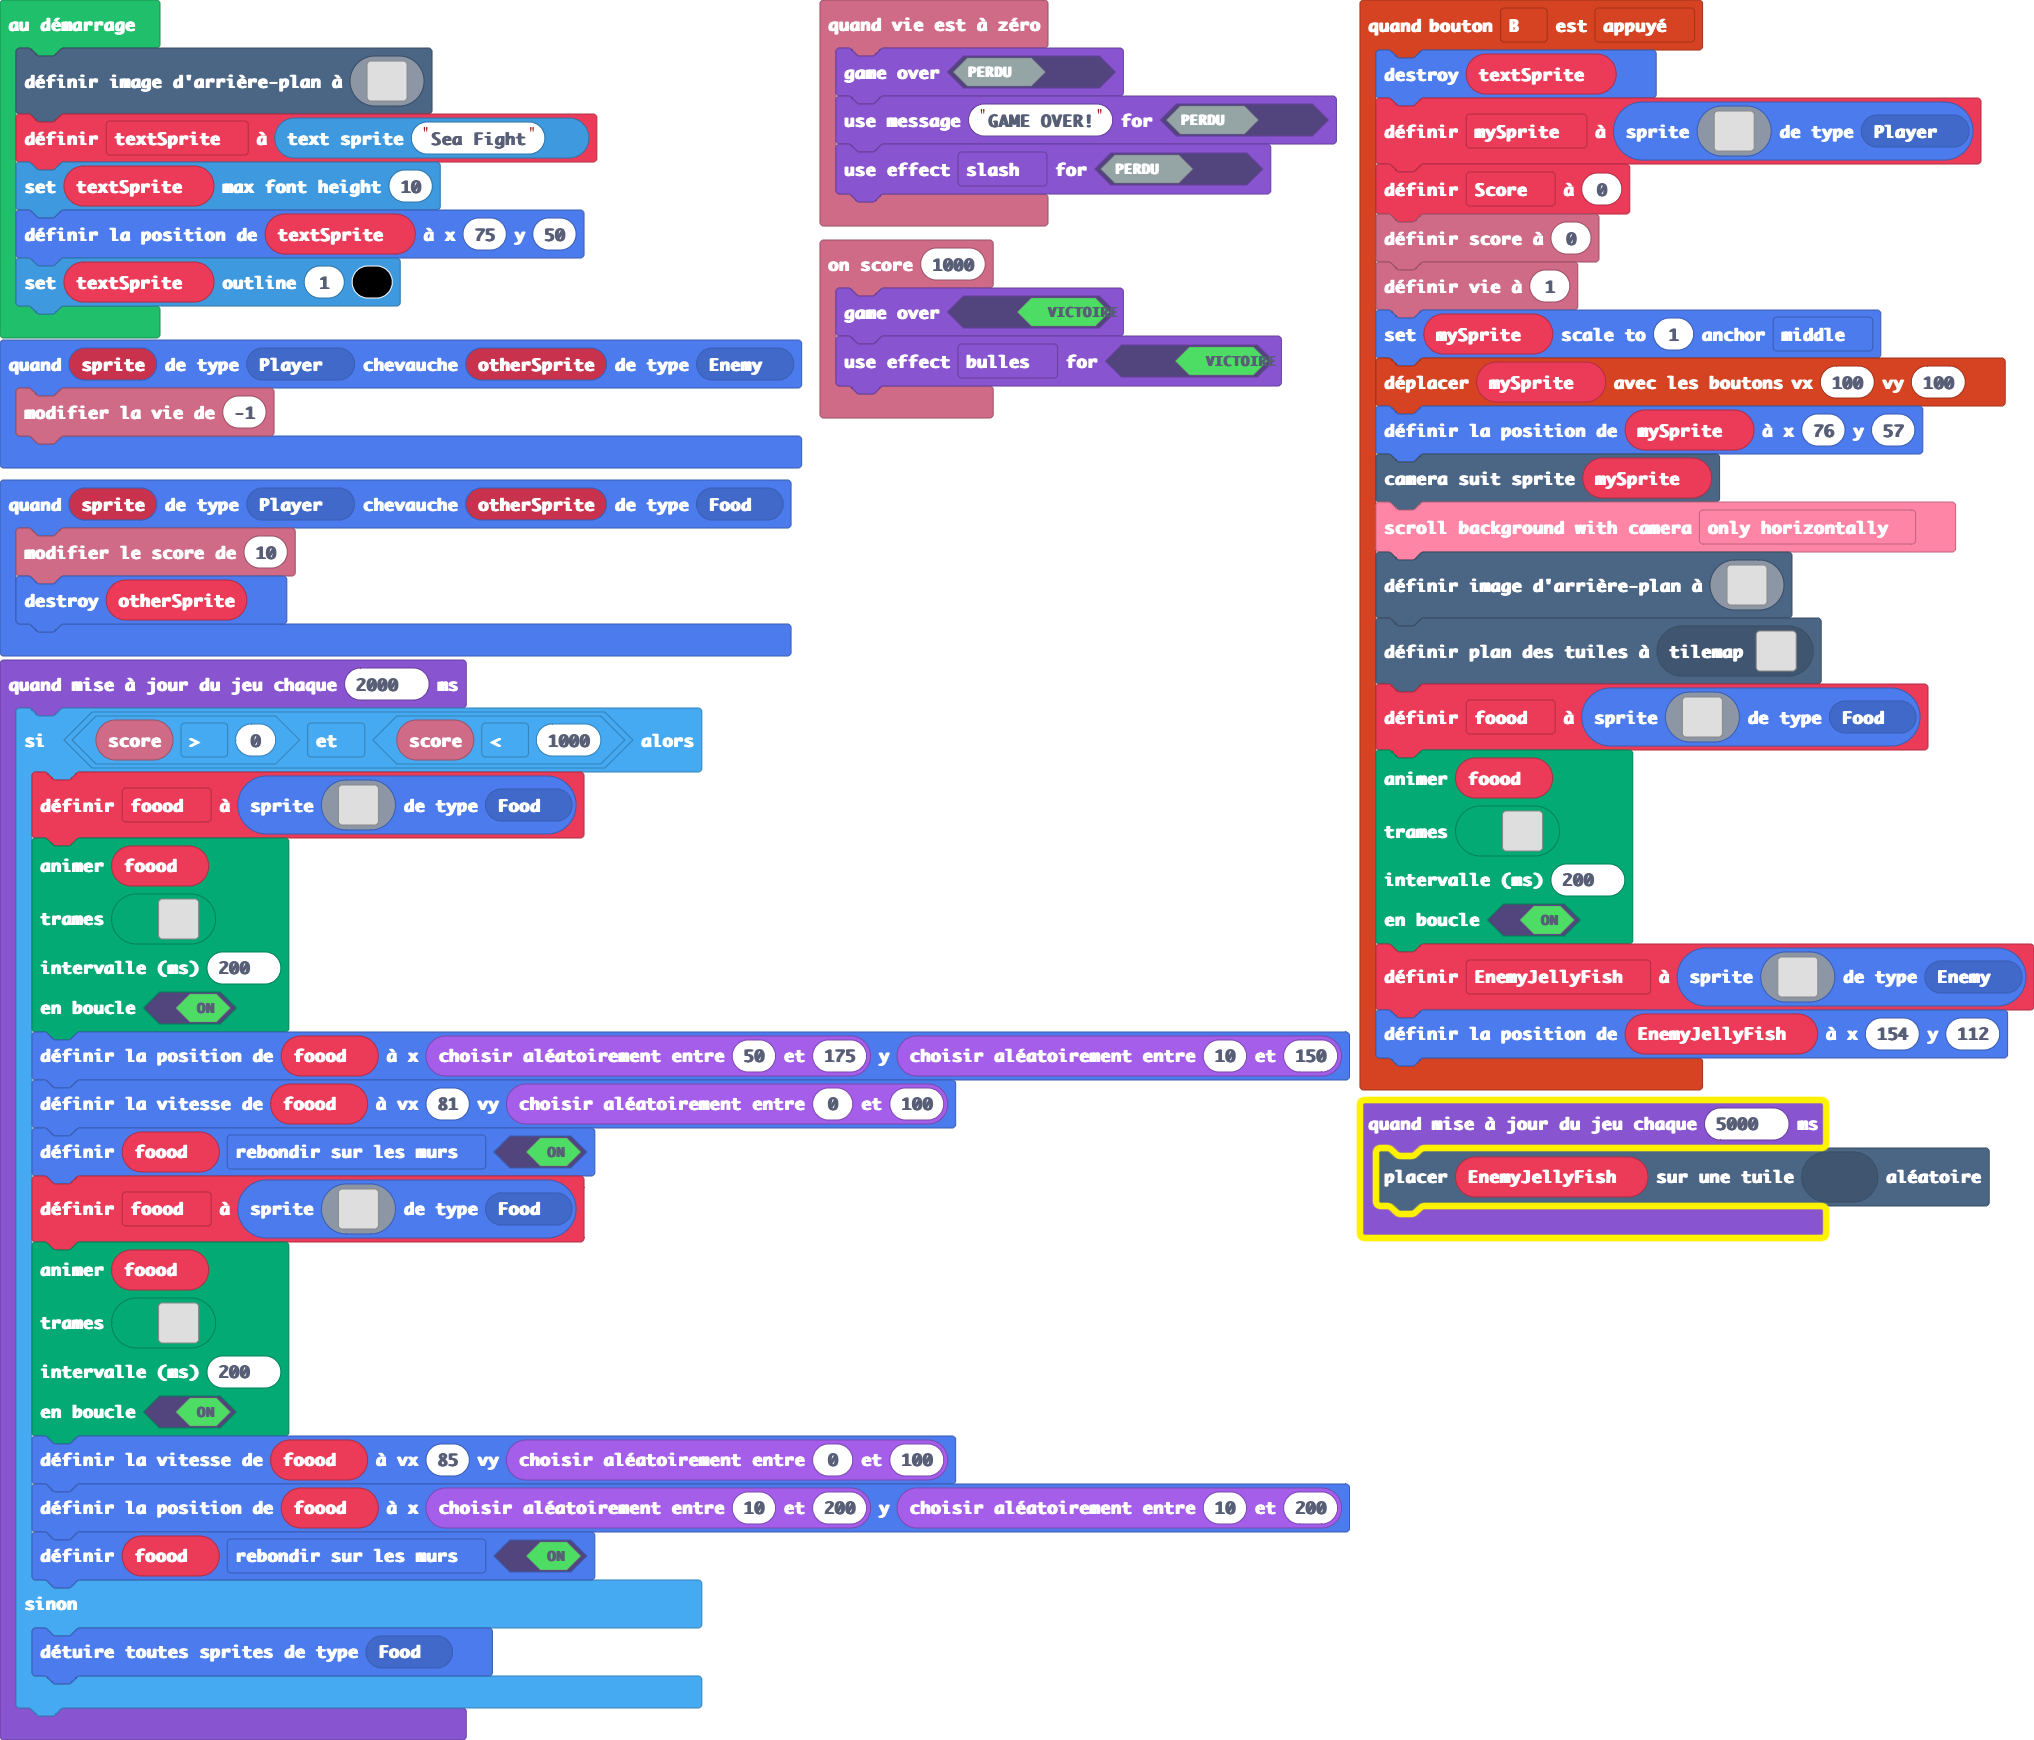 au démarrage
définir image d'arrière-plan à
définir textSprite à text sprite "Sea Fight"
set textSprite max font height 10
définir la position de textSprite à x 75 y 50
set textSprite outline 1
quand sprite de type Player chevauche otherSprite de type Enemy
modifier la vie de -1
quand sprite de type Player chevauche otherSprite de type Food
modifier le score de 10
destroy otherSprite
quand mise à jour du jeu chaque 2000 ms
si score > 0 et score < 1000 alors
définir foood à sprite de type Food
animer foood
trames
intervalle (ms) 200
en boucle ON
définir la position de foood à x choisir aléatoirement entre 50 et 175 y choisir aléatoirement entre 10 et 150
définir la vitesse de foood à vx 81 vy choisir aléatoirement entre 0 et 100
définir foood rebondir sur les murs ON
définir foood à sprite de type Food
animer foood
trames
intervalle (ms) 200
en boucle ON
définir la vitesse de foood à vx 85 vy choisir aléatoirement entre 0 et 100
définir la position de foood à x choisir aléatoirement entre 10 et 200 y choisir aléatoirement entre 10 et 200
définir foood rebondir sur les murs ON
sinon
détuire toutes sprites de type Food
quand vie est à zéro
game over PERDU
use message "GAME OVER!" for PERDU
use effect slash for PERDU
on score 1000
game over VICTOIRE
use effect bulles for VICTOIRE
quand bouton B est appuyé
destroy textSprite
définir mySprite à sprite de type Player
définir Score à 0
définir score à 0
définir vie à 1
set mySprite scale to 1 anchor middle
déplacer mySprite avec les boutons vx 100 vy 100
définir la position de mySprite à x 76 y 57
camera suit sprite mySprite
scroll background with camera only horizontally
définir image d'arrière-plan à
définir plan des tuiles à tilemap
définir foood à sprite de type Food
animer foood
trames
intervalle (ms) 200
en boucle ON
définir EnemyJellyFish à sprite de type Enemy
définir la position de EnemyJellyFish à x 154 y 112
quand mise à jour du jeu chaque 5000 ms
placer EnemyJellyFish sur une tuile aléatoire